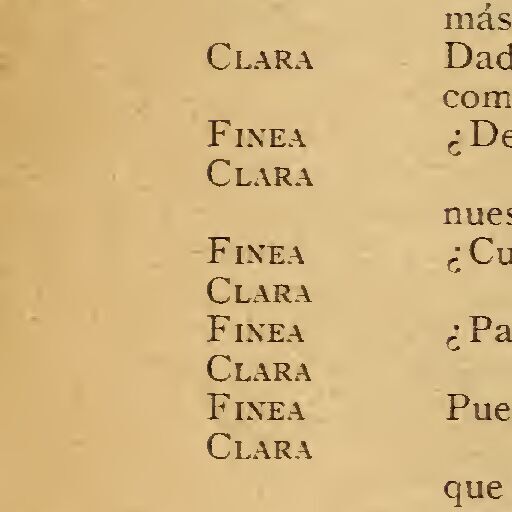 más
CLARA Dad
com
FINEA ¿De
CLARA
nues
FINEA ¿Cu
CLARA
FINEA ¿Pa
CLARA
FINEA Pue
CLARA
que